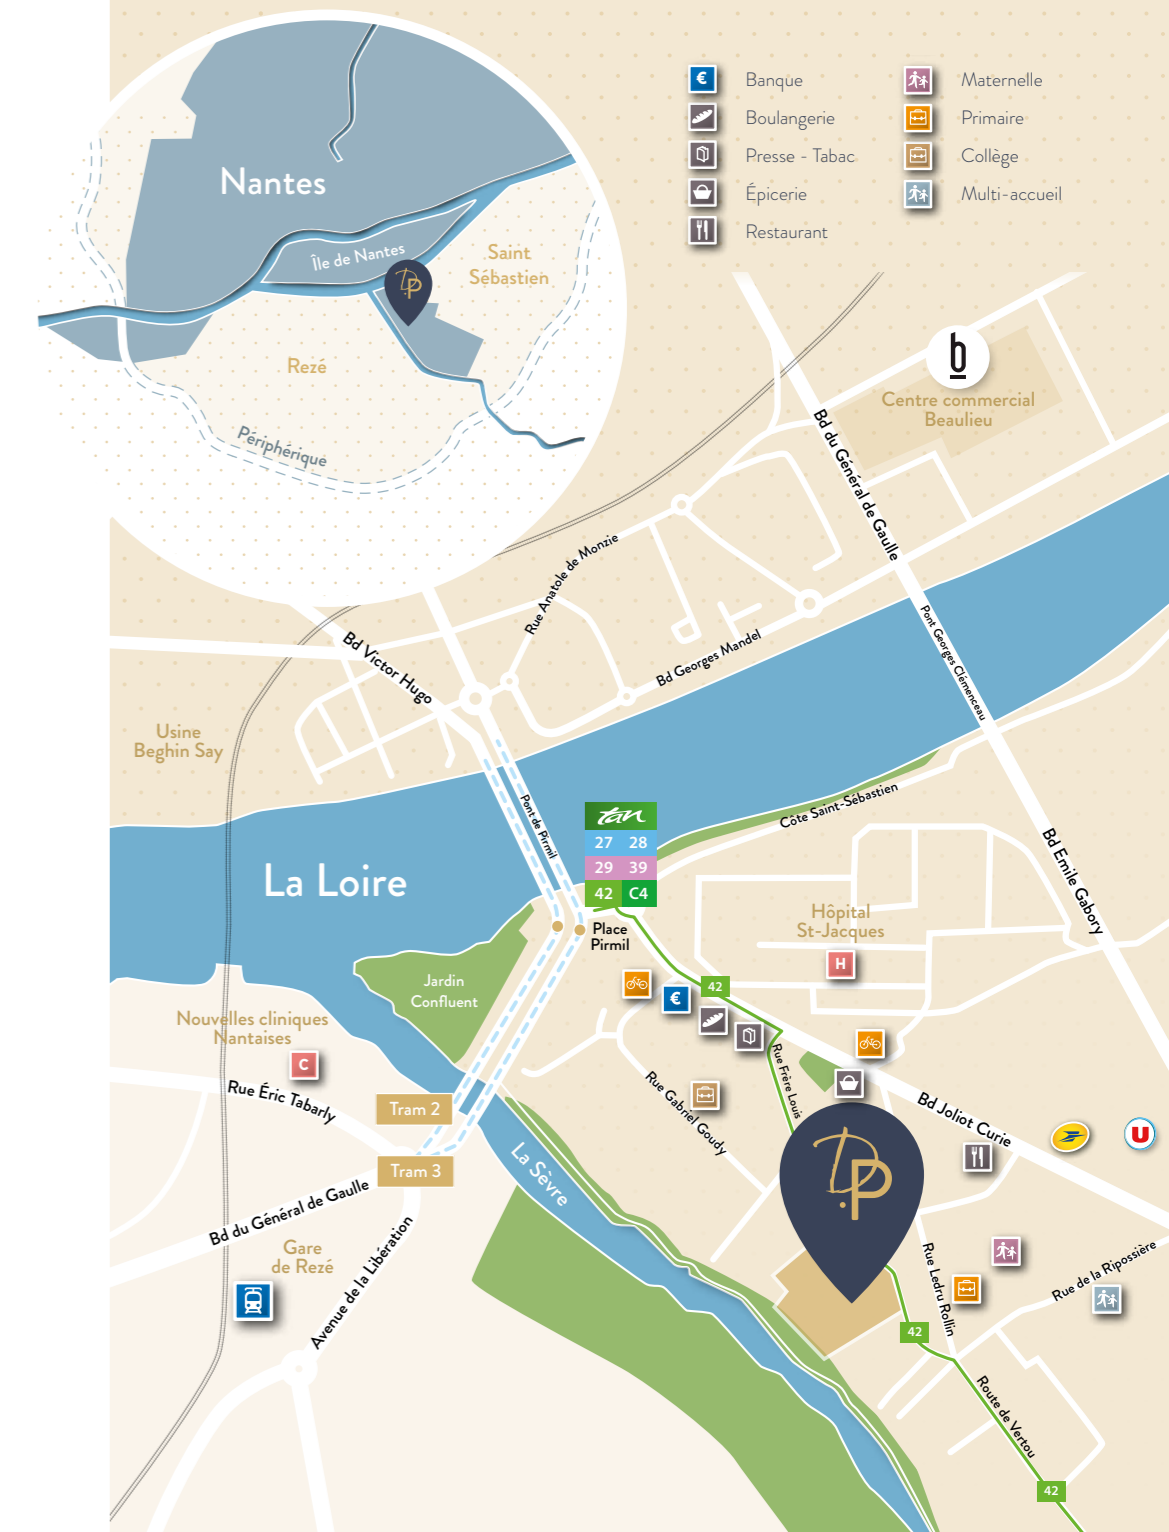 Nantes
Île de Nantes
Saint
Sébastien
DP
Rezé
Périphérique
€ Banque
Boulangerie
Presse - Tabac
Épicerie
Restaurant
Maternelle
Primaire
Collège
Multi-accueil
b
Centre commercial
Beaulieu
Bd du Général de Gaulle
Rue Anatole de Monzie
Bd Georges Mandel
Pont Georges Clémenceau
Bd Victor Hugo
Usine
Beghin Say
Pont de Pirmil
tan
27 28
29 39
42 C4
Côte Saint-Sébastien
Bd Emile Gabory
La Loire
Place
Pirmil
Hôpital
St-Jacques
H
Jardin
Confluent
42
€
Nouvelles cliniques
Nantaises
C
Rue Éric Tabarly
Tram 2
Tram 3
Rue Frère Louis
Rue Gabriel Goudy
Bd Joliot Curie
U
La Sèvre
DP
Bd du Général de Gaulle
Gare
de Rezé
Avenue de la Libération
Rue Ledru Rollin
Rue de la Ripossière
42
Route de Vertou
42